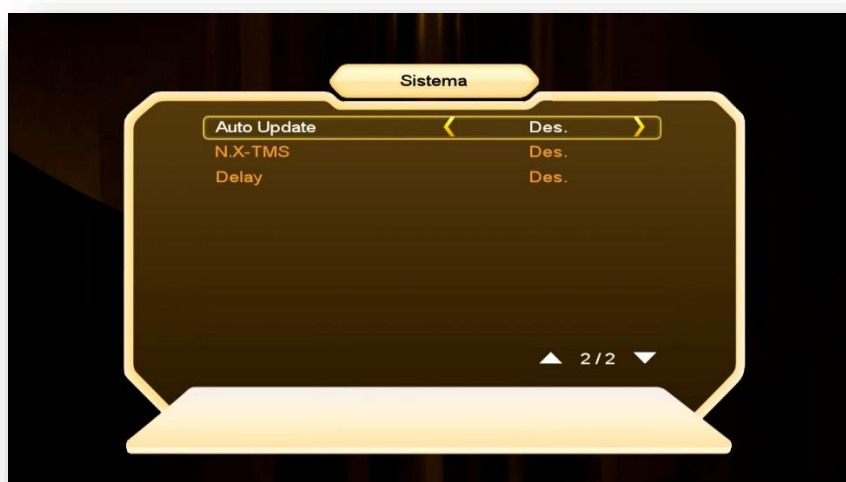 Sistema
Auto Update Des.
N.X-TMS Des.
Delay Des.
2/2